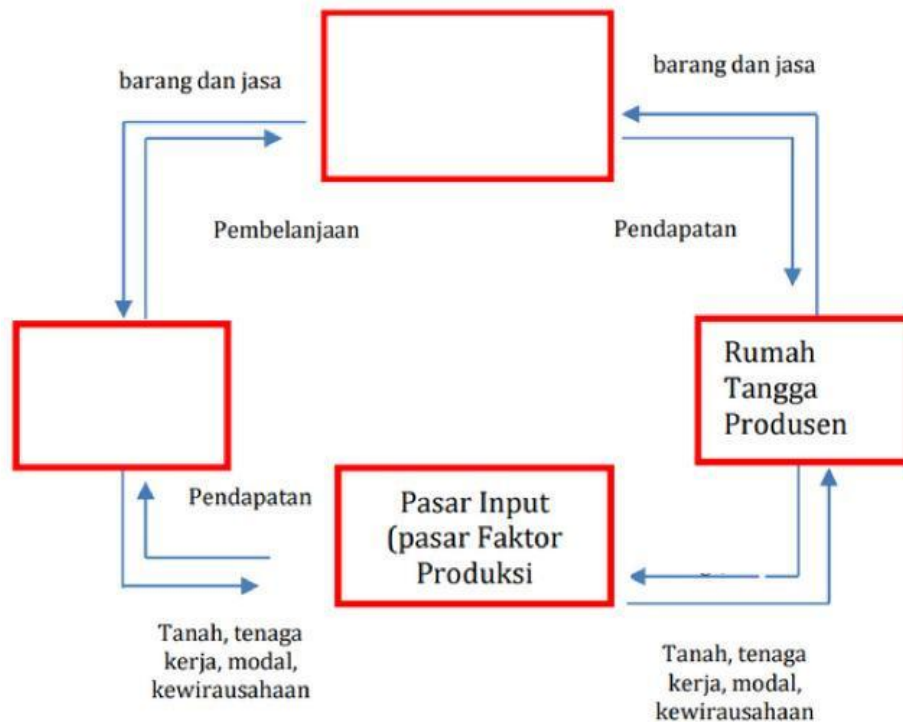 barang dan jasa
barang dan jasa
Pembelanjaan
Pendapatan
Rumah
Tangga
Produsen
Pendapatan
Pasar Input
(pasar Faktor
Produksi
Tanah, tenaga
kerja, modal,
kewirausahaan
Tanah, tenaga
kerja, modal,
kewirausahaan